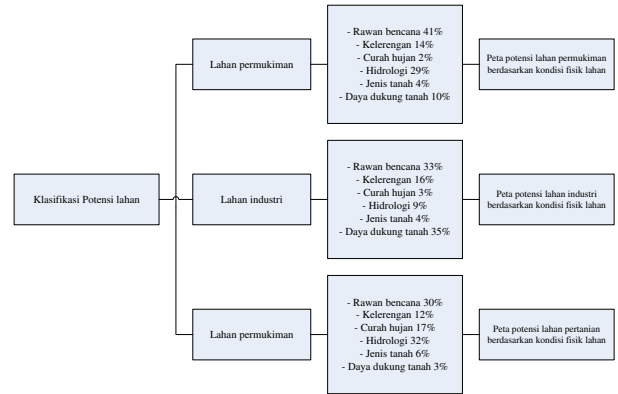 Klasifikasi Potensi lahan
Lahan permukiman
- Rawan bencana 41%
- Kelerengan 14%
- Curah hujan 2%
- Hidrologi 29%
- Jenis tanah 4%
- Daya dukung tanah 10%
Peta potensi lahan permukiman
berdasarkan kondisi fisik lahan
Lahan industri
- Rawan bencana 33%
- Kelerengan 16%
- Curah hujan 3%
- Hidrologi 9%
- Jenis tanah 4%
- Daya dukung tanah 35%
Peta potensi lahan industri
berdasarkan kondisi fisik lahan
Lahan permukiman
- Rawan bencana 30%
- Kelerengan 12%
- Curah hujan 17%
- Hidrologi 32%
- Jenis tanah 6%
- Daya dukung tanah 3%
Peta potensi lahan pertanian
berdasarkan kondisi fisik lahan